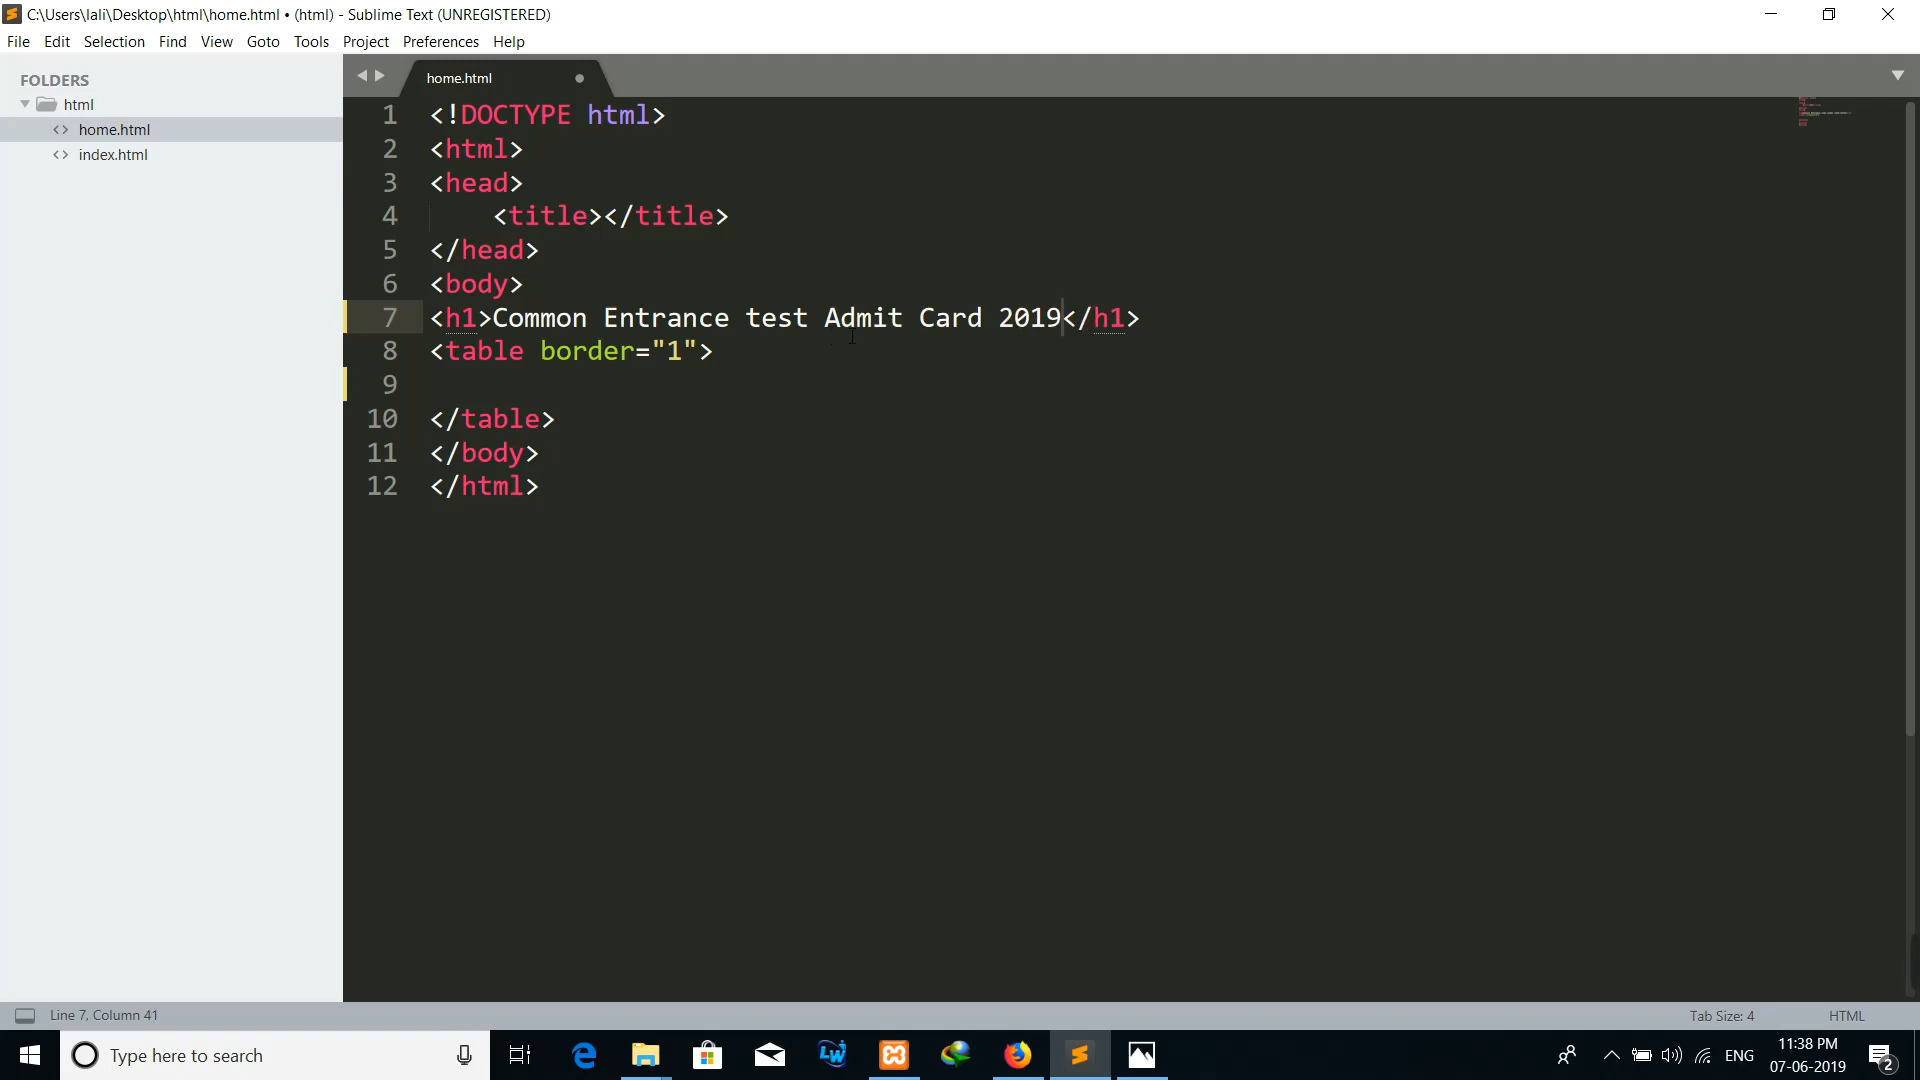 C:\Users\lali\Desktop\html\home.html • (html) - Sublime Text (UNREGISTERED)
File Edit Selection Find View Goto Tools Project Preferences Help
FOLDERS
html
home.html
index.html
home.html
1 <!DOCTYPE html>
2 <html>
3 <head>
4 <title></title>
5 </head>
6 <body>
7 <h1>Common Entrance test Admit Card 2019</h1>
8 <table border="1">
9
10 </table>
11 </body>
12 </html>
Line 7, Column 41
Tab Size: 4
HTML
Type here to search
ENG
11:38 PM
07-06-2019
2